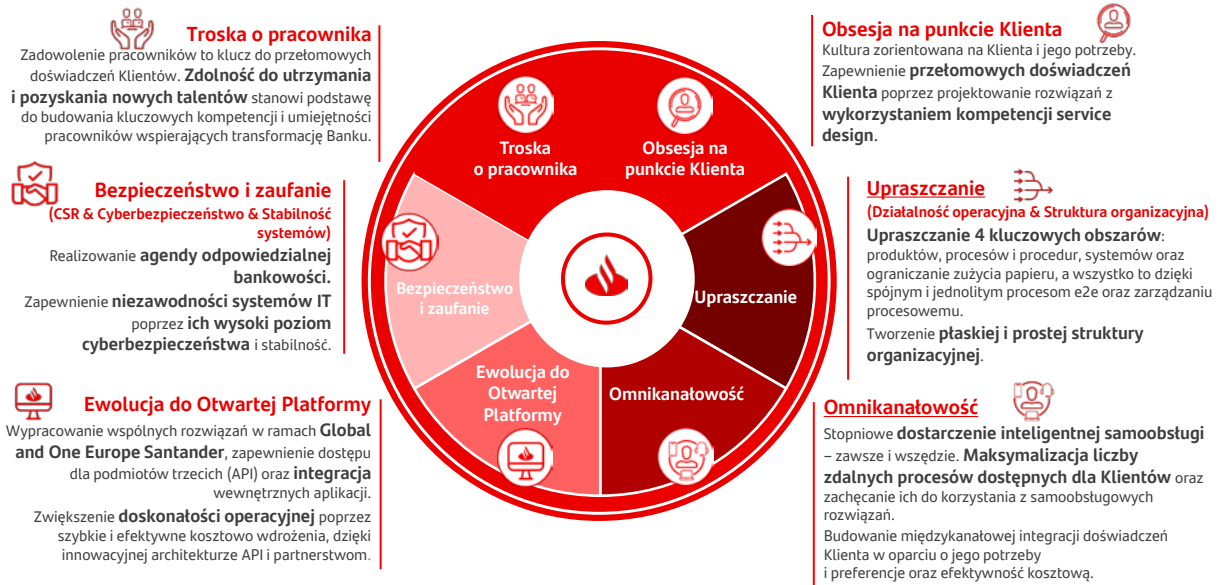 Troska o pracownika
Zadowolenie pracowników to klucz do przełomowych
doświadczeń Klientów. Zdolność do utrzymania
i pozyskania nowych talentów stanowi podstawę
do budowania kluczowych kompetencji i umiejętności
pracowników wspierających transformację Banku.
Bezpieczeństwo i zaufanie
(CSR & Cyberbezpieczeństwo & Stabilność
systemów)
Realizowanie agendy odpowiedzialnej
bankowości.
Zapewnienie niezawodności systemów IT
poprzez ich wysoki poziom
cyberbezpieczeństwa i stabilność.
Ewolucja do Otwartej Platformy
Wypracowanie wspólnych rozwiązań w ramach Global
and One Europe Santander, zapewnienie dostępu
dla podmiotów trzecich (API) oraz integracja
wewnętrznych aplikacji.
Zwiększenie doskonałości operacyjnej poprzez
szybkie i efektywne kosztowo wdrożenia, dzięki
innowacyjnej architekturze API i partnerstwom.
Troska
o pracownika
Obsesja na
punkcie Klienta
Bezpieczeństwo
i zaufanie
Upraszczanie
Ewolucja do
Otwartej
Platformy
Omnikanałowość
Obsesja na punkcie Klienta
Kultura zorientowana na Klienta i jego potrzeby.
Zapewnienie przełomowych doświadczeń
Klienta poprzez projektowanie rozwiązań z
wykorzystaniem kompetencji service
design.
Upraszczanie
(Działalność operacyjna & Struktura organizacyjna)
Upraszczanie 4 kluczowych obszarów:
produktów, procesów i procedur, systemów oraz
ograniczanie zużycia papieru, a wszystko to dzięki
spójnym i jednolitym procesom e2e oraz zarządzaniu
procesowemu.
Tworzenie płaskiej i prostej struktury
organizacyjnej.
Omnikanałowość
Stopniowe dostarczenie inteligentnej samoobsługi
– zawsze i wszędzie. Maksymalizacja liczby
zdalnych procesów dostępnych dla Klientów oraz
zachęcanie ich do korzystania z samoobsługowych
rozwiązań.
Budowanie międzykanałowej integracji doświadczeń
Klienta w oparciu o jego potrzeby
i preferencje oraz efektywność kosztową.